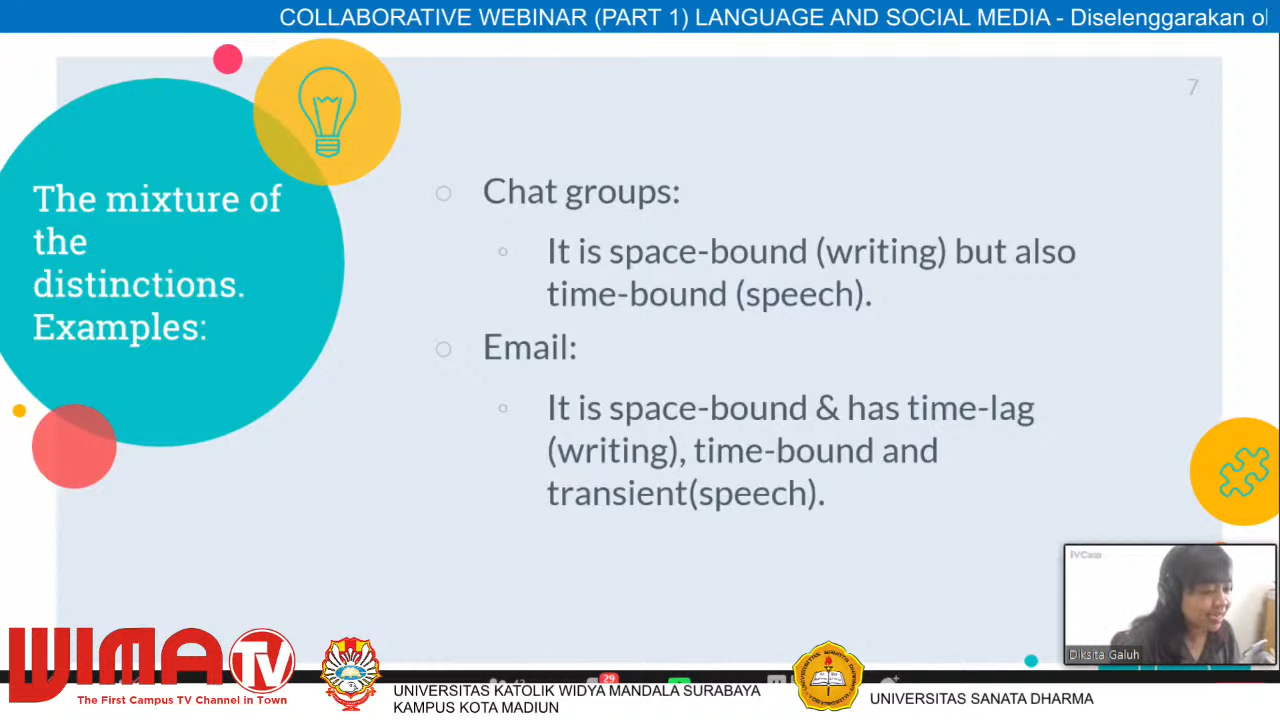 COLLABORATIVE WEBINAR (PART 1) LANGUAGE AND SOCIAL MEDIA - Diselenggarakan
7
The mixture of
the
distinctions.
Examples:
Chat groups:
It is space-bound (writing) but also
time-bound (speech).
Email:
It is space-bound & has time-lag
(writing), time-bound and
transient(speech).
Diksita Galuh
WIMA TV
The First Campus TV Channel in Town
29
UNIVERSITAS KATOLIK WIDYA MANDALA SURABAYA
KAMPUS KOTA MADIUN
UNIVERSITAS SANATA DHARMA